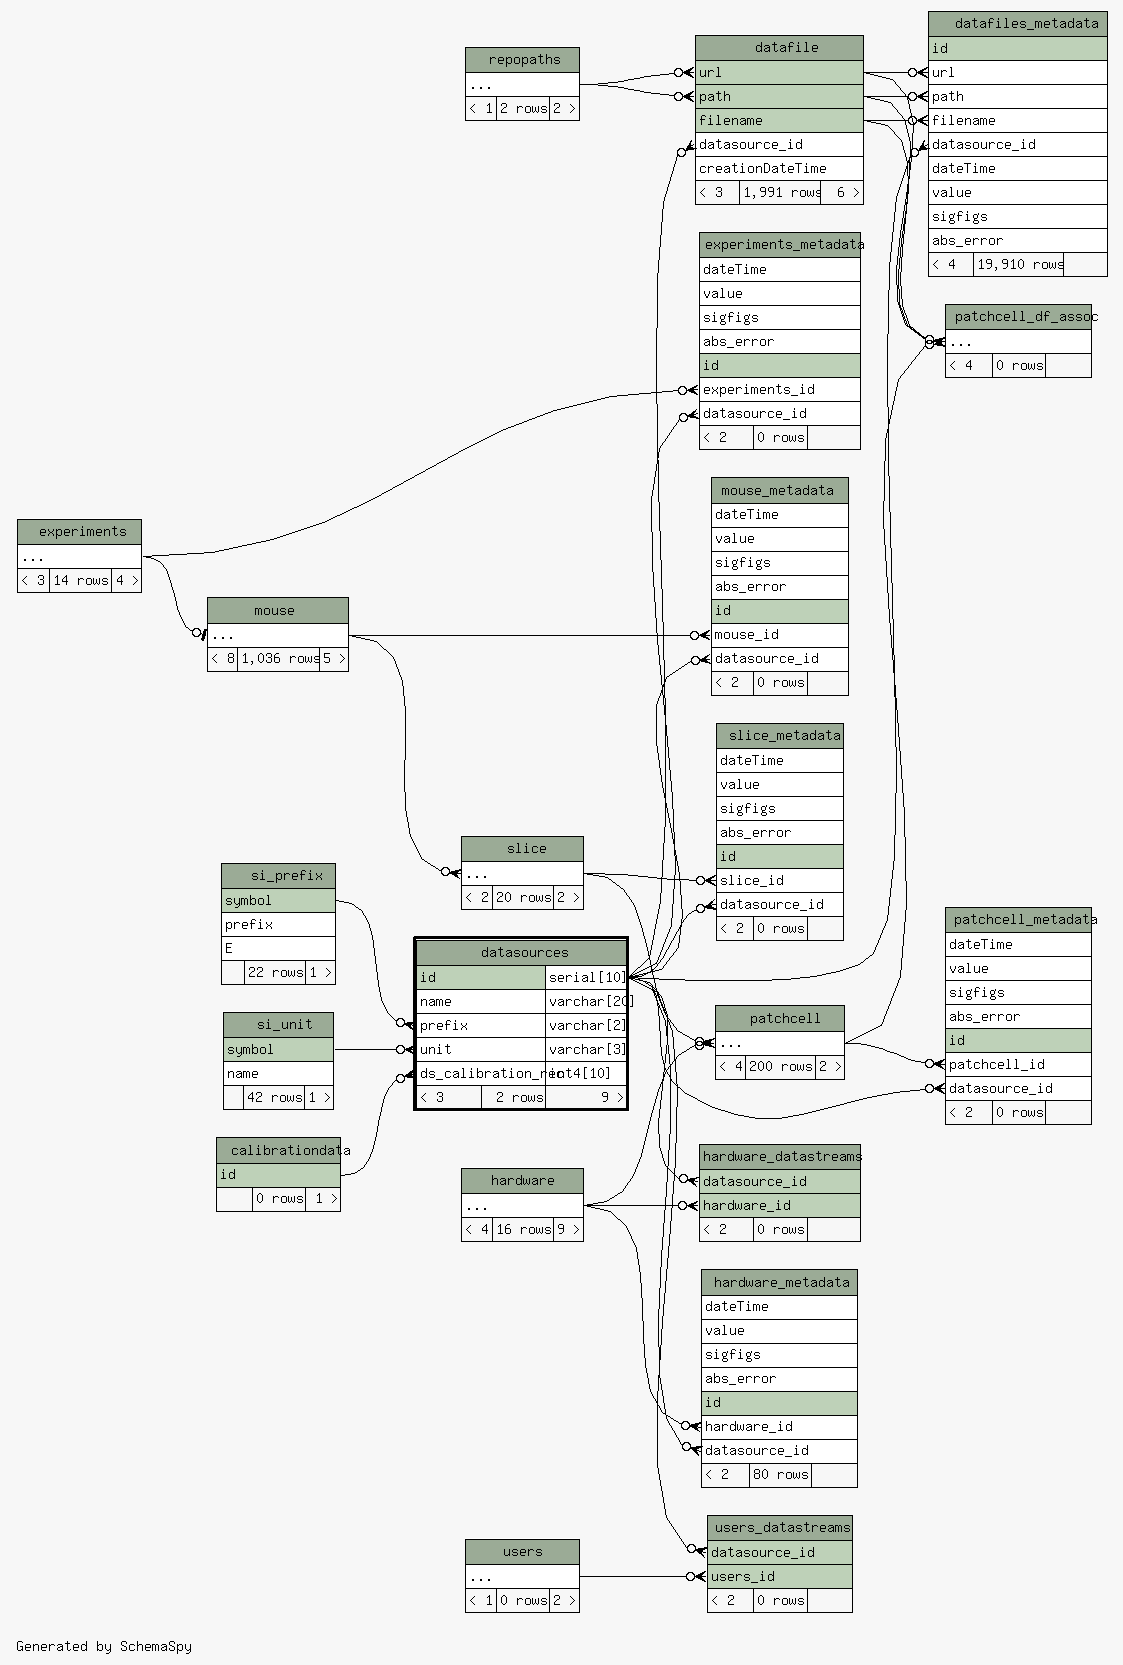 repopaths
...
< 1 2 rows 2 >
datafile
url
path
filename
datasource_id
creationDateTime
< 3 1,991 rows 6 >
datafiles_metadata
id
url
path
filename
datasource_id
dateTime
value
sigfigs
abs_error
< 4 19,910 rows
experiments_metadata
dateTime
value
sigfigs
abs_error
id
experiments_id
datasource_id
< 2 0 rows
patchcell_df_assoc
...
< 4 0 rows
mouse_metadata
dateTime
value
sigfigs
abs_error
id
mouse_id
datasource_id
< 2 0 rows
experiments
...
< 3 14 rows 4 >
mouse
...
< 8 1,036 rows 5 >
slice_metadata
dateTime
value
sigfigs
abs_error
id
slice_id
datasource_id
< 2 0 rows
slice
...
< 2 20 rows 2 >
si_prefix
symbol
prefix
E
22 rows 1 >
datasources
id serial[10]
name varchar[20]
prefix varchar[2]
unit varchar[3]
ds_calibration_rec int4[10]
< 3 2 rows 9 >
si_unit
symbol
name
42 rows 1 >
calibrationdata
id
0 rows 1 >
patchcell
...
< 4 200 rows 2 >
patchcell_metadata
dateTime
value
sigfigs
abs_error
id
patchcell_id
datasource_id
< 2 0 rows
hardware
...
< 4 16 rows 9 >
hardware_datastreams
datasource_id
hardware_id
< 2 0 rows
hardware_metadata
dateTime
value
sigfigs
abs_error
id
hardware_id
datasource_id
< 2 80 rows
users
...
< 1 0 rows 2 >
users_datastreams
datasource_id
users_id
< 2 0 rows
Generated by SchemaSpy